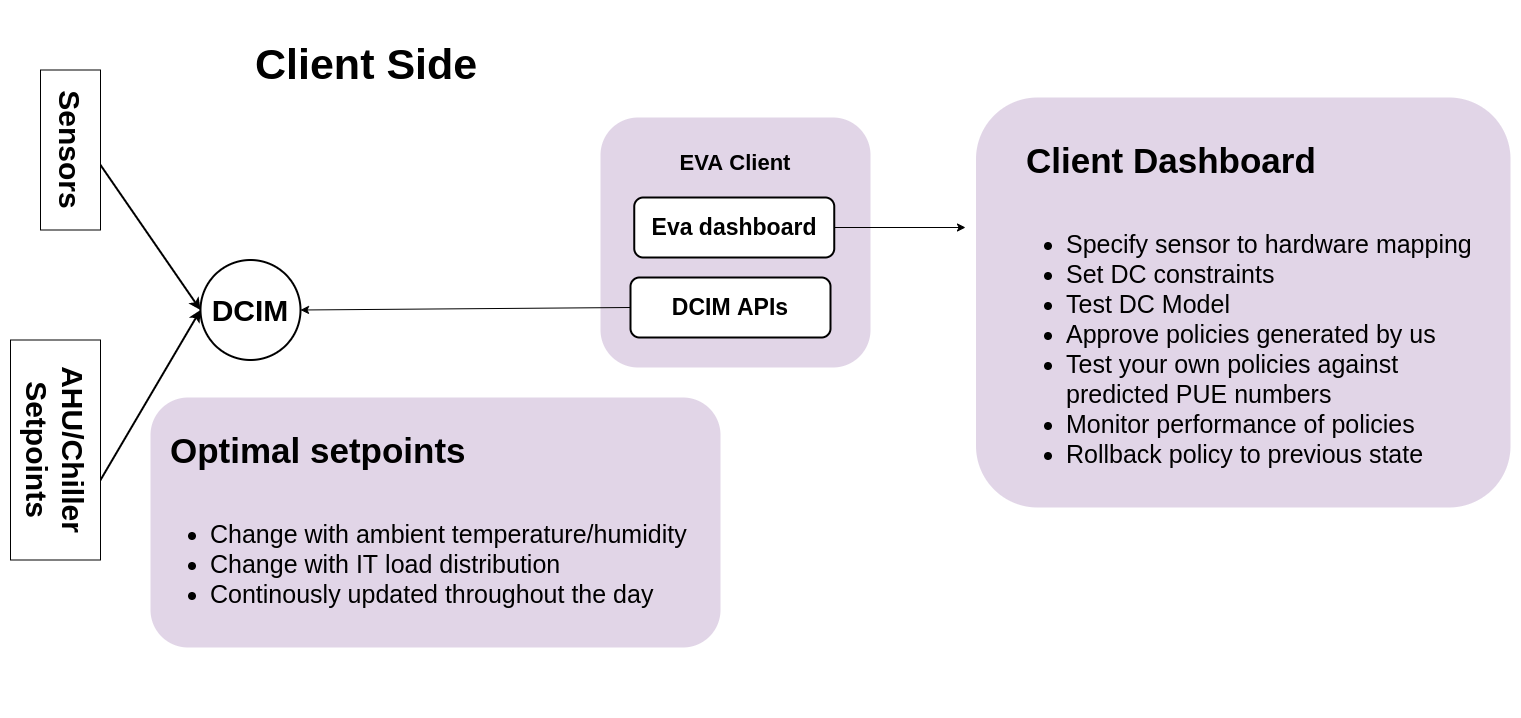 Client Side
Sensors
DCIM
AHU/Chiller
Setpoints
EVA Client
Eva dashboard
DCIM APIs
Optimal setpoints
• Change with ambient temperature/humidity
• Change with IT load distribution
• Continously updated throughout the day
Client Dashboard
• Specify sensor to hardware mapping
• Set DC constraints
• Test DC Model
• Approve policies generated by us
• Test your own policies against
predicted PUE numbers
• Monitor performance of policies
• Rollback policy to previous state